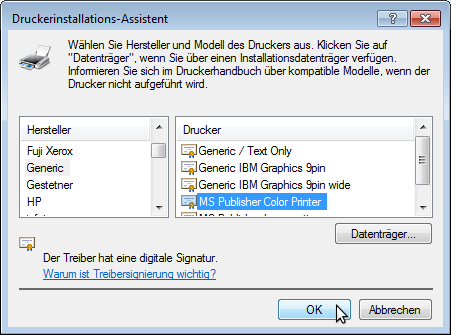 Druckerinstallations-Assistent
Wählen Sie Hersteller und Modell des Druckers aus. Klicken Sie auf
"Datenträger", wenn Sie über einen Installationsdatenträger verfügen.
Informieren Sie sich im Druckerhandbuch über kompatible Modelle, wenn der
Drucker nicht aufgeführt wird.
Hersteller
Fuji Xerox
Generic
Gestetner
HP
Drucker
Generic / Text Only
Generic IBM Graphics 9pin
Generic IBM Graphics 9pin wide
MS Publisher Color Printer
Datenträger...
Der Treiber hat eine digitale Signatur.
Warum ist Treibersignierung wichtig?
OK
Abbrechen